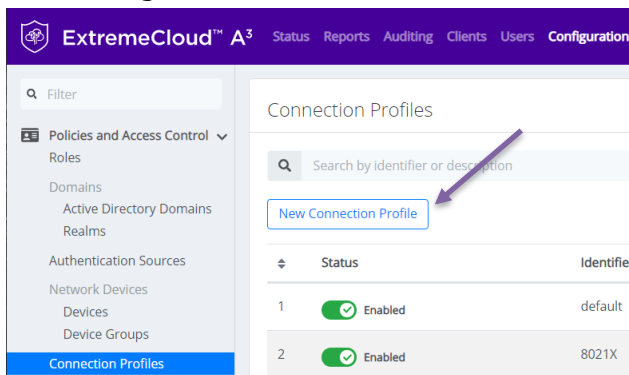 ExtremeCloud™ A³ Status Reports Auditing Clients Users Configuration
Filter
Policies and Access Control
Roles
Domains
Active Directory Domains
Realms
Authentication Sources
Network Devices
Devices
Device Groups
Connection Profiles
Connection Profiles
Search by identifier or description
New Connection Profile
Status Identifie
1 Enabled default
2 Enabled 8021X